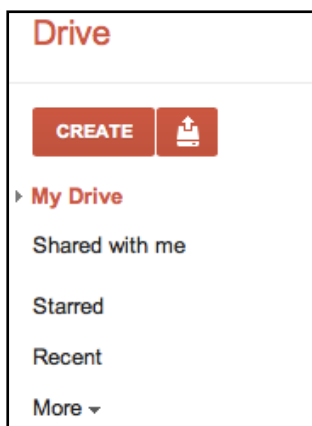 Drive
CREATE
My Drive
Shared with me
Starred
Recent
More